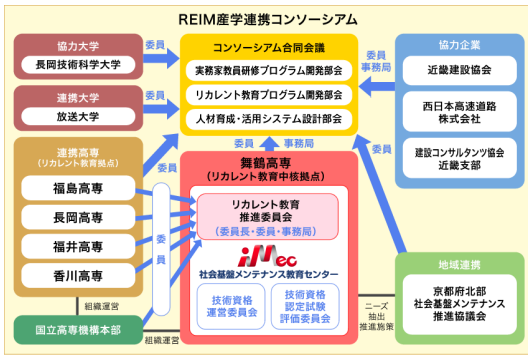 REIM産学連携コンソーシアム
協力大学
長岡技術科学大学
連携大学
放送大学
連携高専
(リカレント教育拠点)
福島高専
長岡高専
福井高専
香川高専
組織運営
国立高専機構本部
委員
委員
委員
委員
コンソーシアム合同会議
実務家教員研修プログラム開発部会
リカレント教育プログラム開発部会
人材育成・活用システム設計部会
委員
事務局
舞鶴高専
(リカレント教育中核拠点)
リカレント教育
推進委員会
(委員長・委員・事務局)
iMec
社会基盤メンテナンス教育センター
技術資格
運営委員会
技術資格
認定試験
評価委員会
組織運営
委員
事務局
委員
協力企業
近畿建設協会
西日本高速道路
株式会社
建設コンサルタンツ協会
近畿支部
地域連携
京都府北部
社会基盤メンテナンス
推進協議会
ニーズ
抽出
推進施策